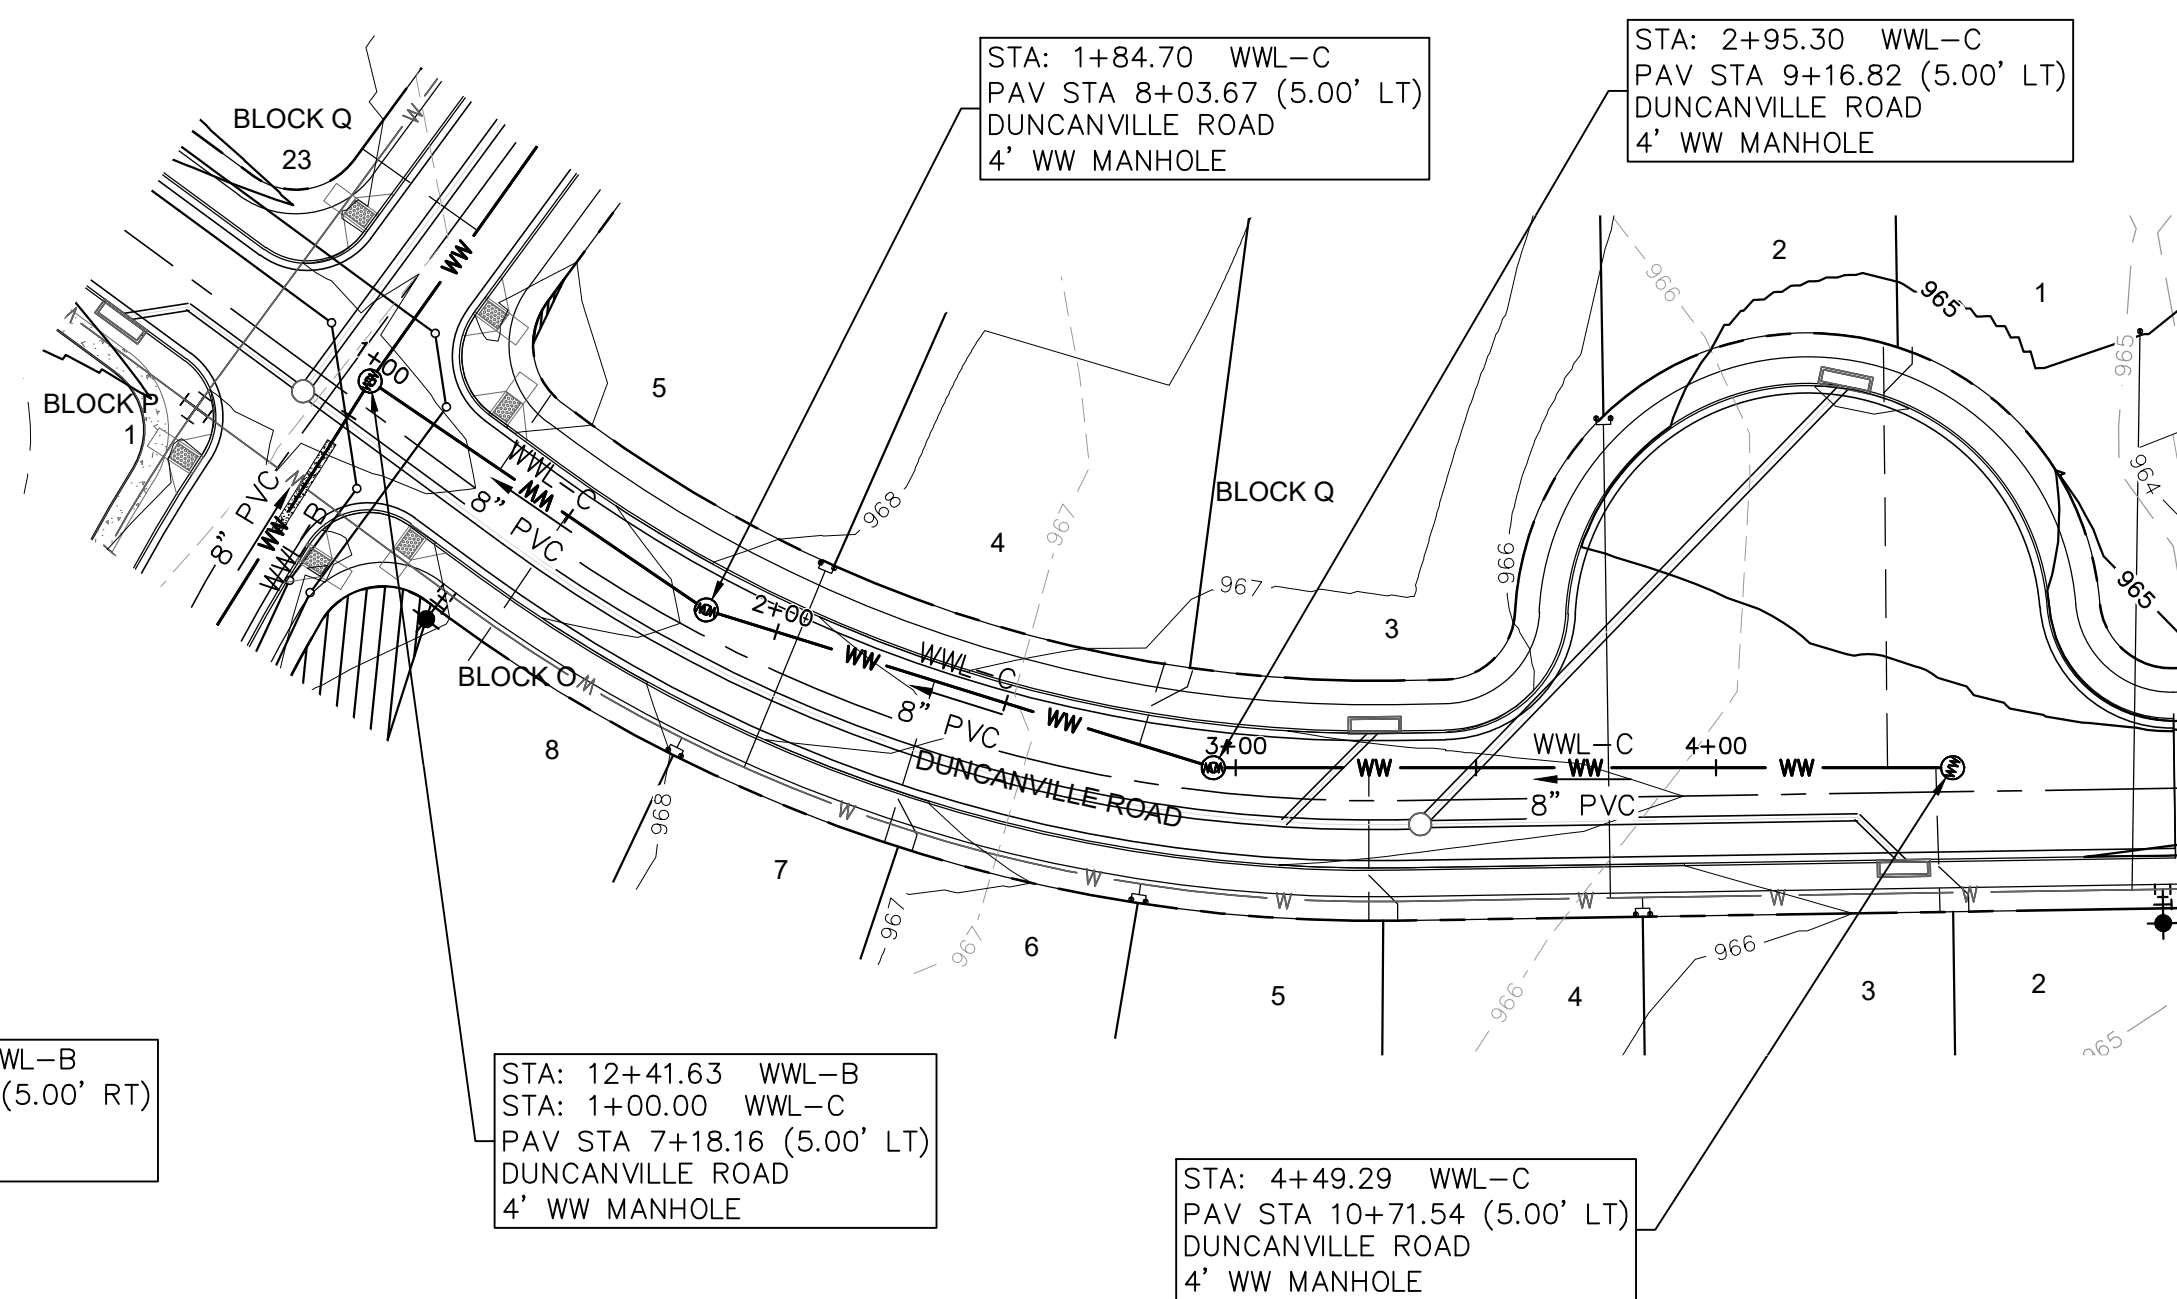 STA: 1+84.70 WWL-C
PAV STA 8+03.67 (5.00' LT)
DUNCANVILLE ROAD
4' WW MANHOLE
STA: 2+95.30 WWL-C
PAV STA 9+16.82 (5.00' LT)
DUNCANVILLE ROAD
4' WW MANHOLE
BLOCK Q
23
W
WW
2
1
965
966
965
964
965
1+00
BLOCK P
1
5
WWL-C
WW
8" PVC
8" PVC
WW
WWL B
W
968
4
967
BLOCK Q
967
966
3
WW
2+00
WW
WWL-C
8" PVC
WW
DUNCANVILLE ROAD
WW
3+00
WW
WWL-C
WW
4+00
WW
WW
8" PVC
BLOCK O
W
8
968
7
W
967
967
6
W
W
5
W
966
4
W
966
3
W
2
965
WL-B
(5.00' RT)
STA: 12+41.63 WWL-B
STA: 1+00.00 WWL-C
PAV STA 7+18.16 (5.00' LT)
DUNCANVILLE ROAD
4' WW MANHOLE
STA: 4+49.29 WWL-C
PAV STA 10+71.54 (5.00' LT)
DUNCANVILLE ROAD
4' WW MANHOLE